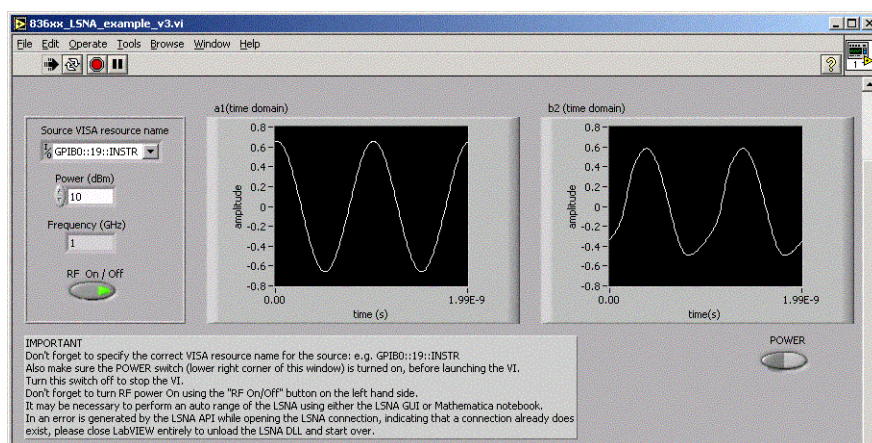 836xx_LSNA_example_v3.vi
File Edit Operate Tools Browse Window Help
1
a1(time domain)
b2 (time domain)
Source VISA resource name
I/O GPIB0::19::INSTR
Power (dBm)
10
Frequency (GHz)
1
RF On / Off
amplitude
0.8
0.6
0.4
0.2
0
-0.2
-0.4
-0.6
-0.8
0.00
1.99E-9
time (s)
amplitude
0.8
0.6
0.4
0.2
0
-0.2
-0.4
-0.6
-0.8
0.00
1.99E-9
time(s)
POWER
IMPORTANT
Don't forget to specify the correct VISA resource name for the source: e.g. GPIB0::19::INSTR
Also make sure the POWER switch (lower right corner of this window) is turned on, before launching the VI.
Turn this switch off to stop the VI.
Don't forget to turn RF power On using the "RF On/Off" button on the left hand side.
It may be necessary to perform an auto range of the LSNA using either the LSNA GUI or Mathematica notebook.
In an error is generated by the LSNA API while opening the LSNA connection, indicating that a connection already does
exist, please close LabVIEW entirely to unload the LSNA DLL and start over.